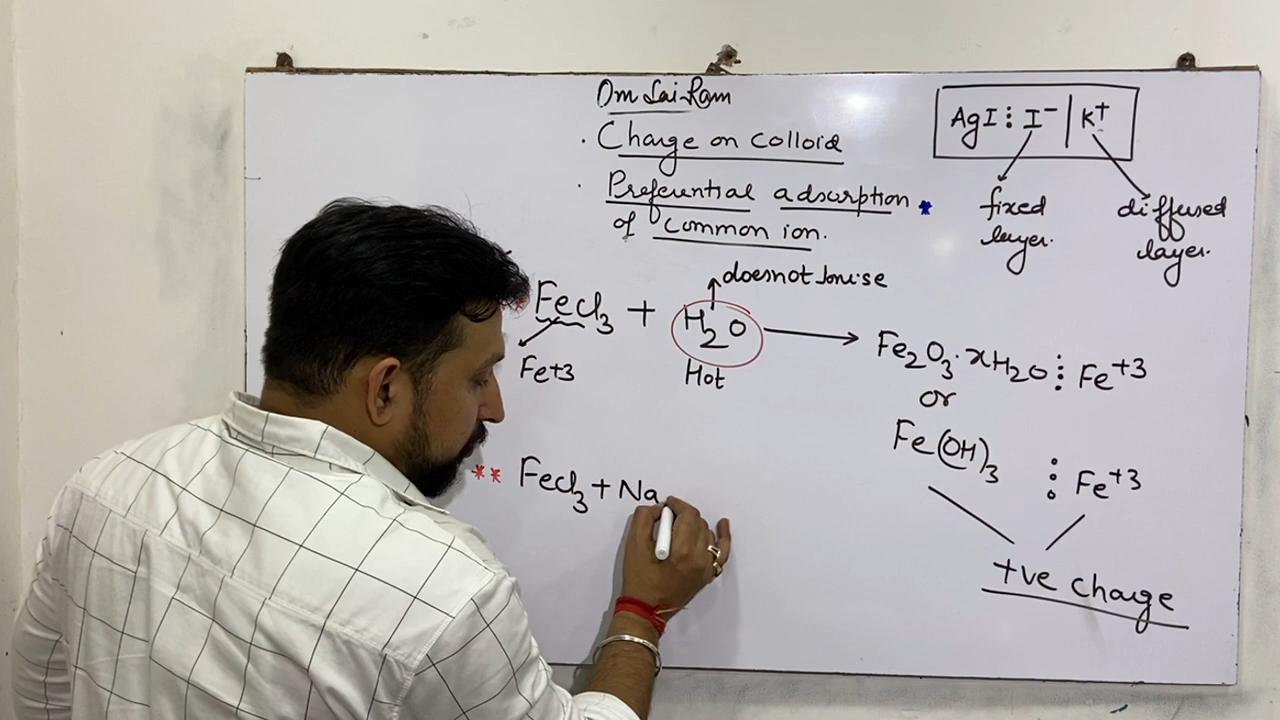 Om Sai Ram
· Charge on Colloid
· Preferential adsorption *
of common ion.
AgI ⋮ I⁻ | K⁺
fixed layer.
diffused layer.
doesnot Ionise
* FeCl₃ + H₂O ⟶ Fe₂O₃·xH₂O ⋮ Fe⁺³
Fe+3
Hot
or
Fe(OH)₃ ⋮ Fe⁺³
** FeCl₃ + Na
+ve charge